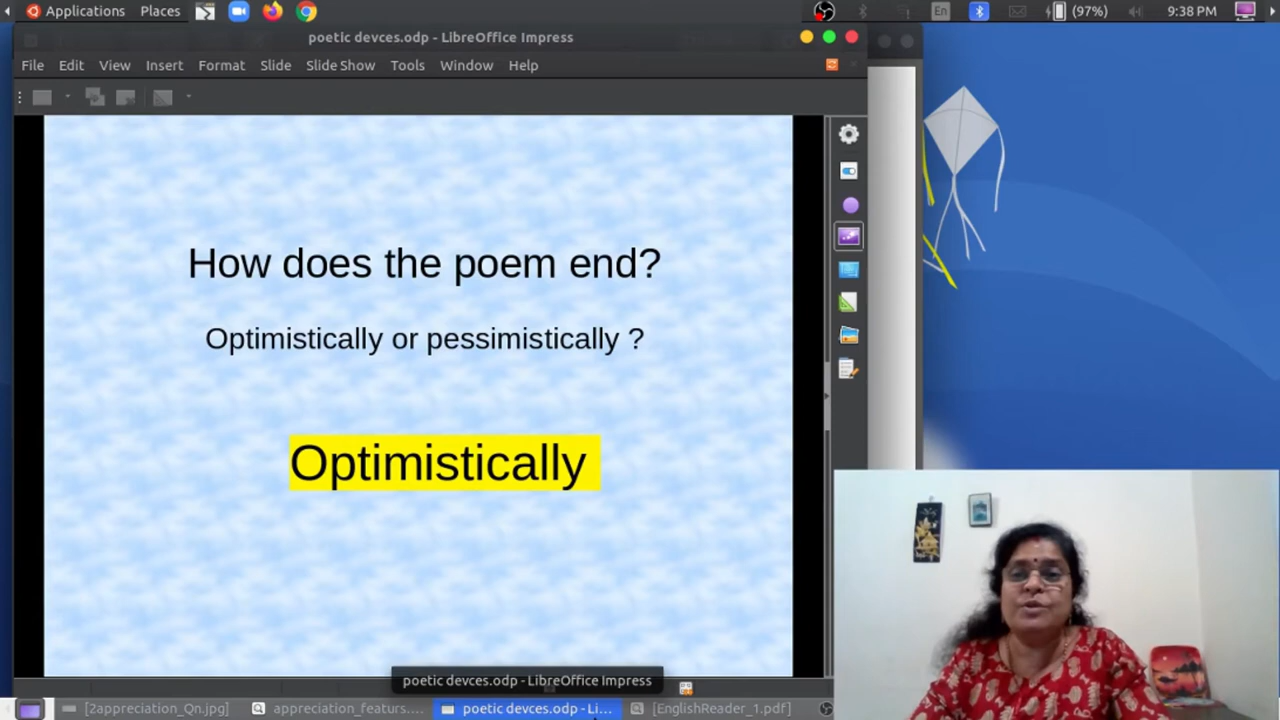 Applications Places En (97%) 9:38 PM
poetic devces.odp - LibreOffice Impress
File Edit View Insert Format Slide Slide Show Tools Window Help
How does the poem end?
Optimistically or pessimistically ?
Optimistically
poetic devces.odp - LibreOffice Impress
[2appreciation_Qn.jpg] appreciation_featurs.... poetic devces.odp - Li... [EnglishReader_1.pdf]